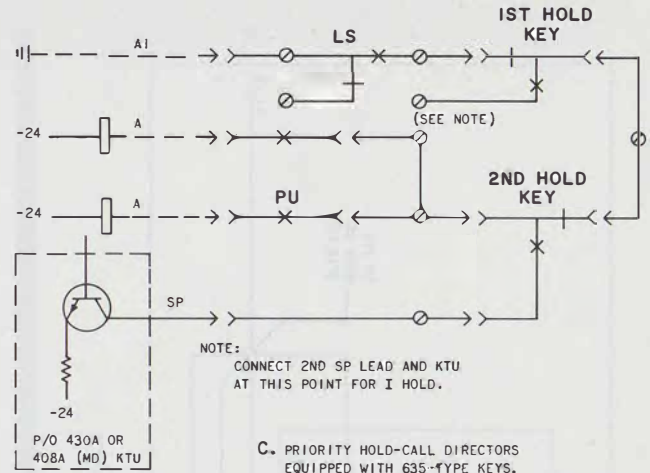 A1
LS
1ST HOLD
KEY
(SEE NOTE)
-24
A
2ND HOLD
KEY
-24
A
PU
SP
NOTE:
CONNECT 2ND SP LEAD AND KTU
AT THIS POINT FOR I HOLD.
-24
P/O 430A OR
408A (MD) KTU
C. PRIORITY HOLD-CALL DIRECTORS
EQUIPPED WITH 635-TYPE KEYS.